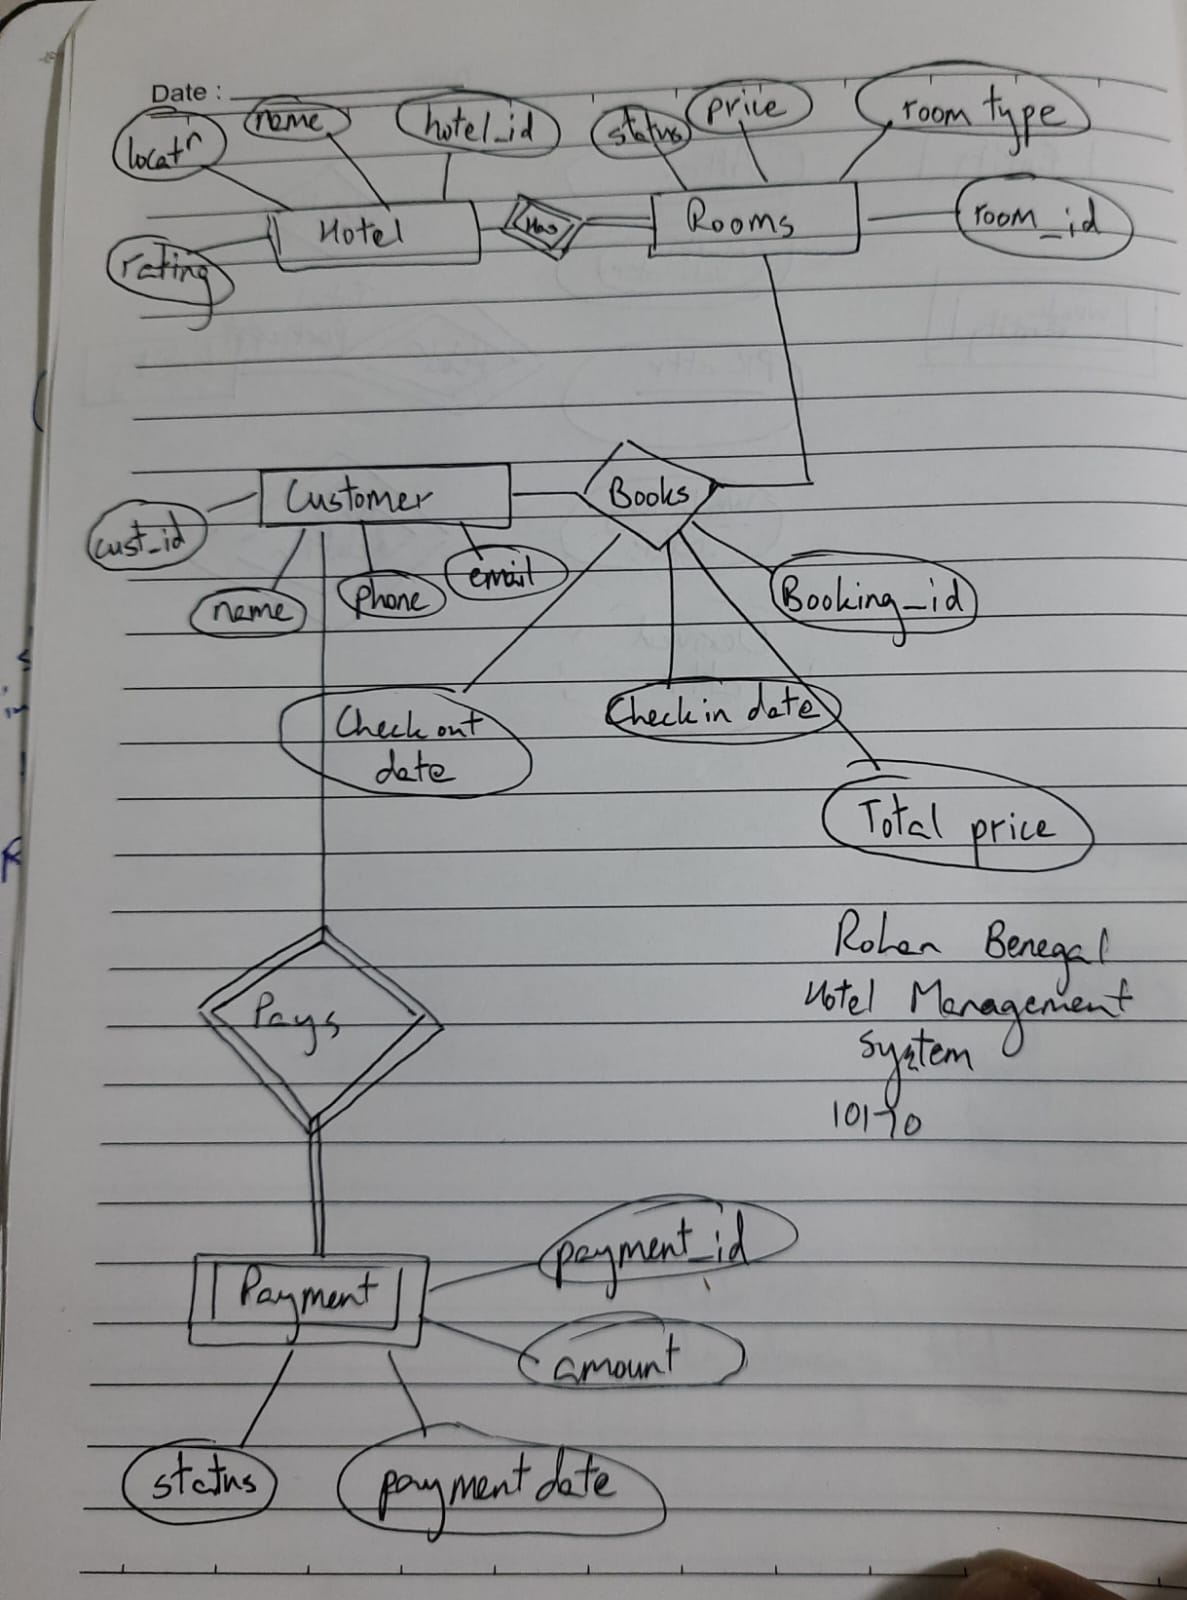 Date :
locatn
name
hotel_id
status
price
room type
rating
Hotel
Has
Rooms
room_id
Customer
Books
cust_id
name
phone
email
Booking_id
Check out
date
Check in date
Total price
Rohan Benegal
Hotel Management
System
Pays
Payment
payment_id
amount
status
payment date